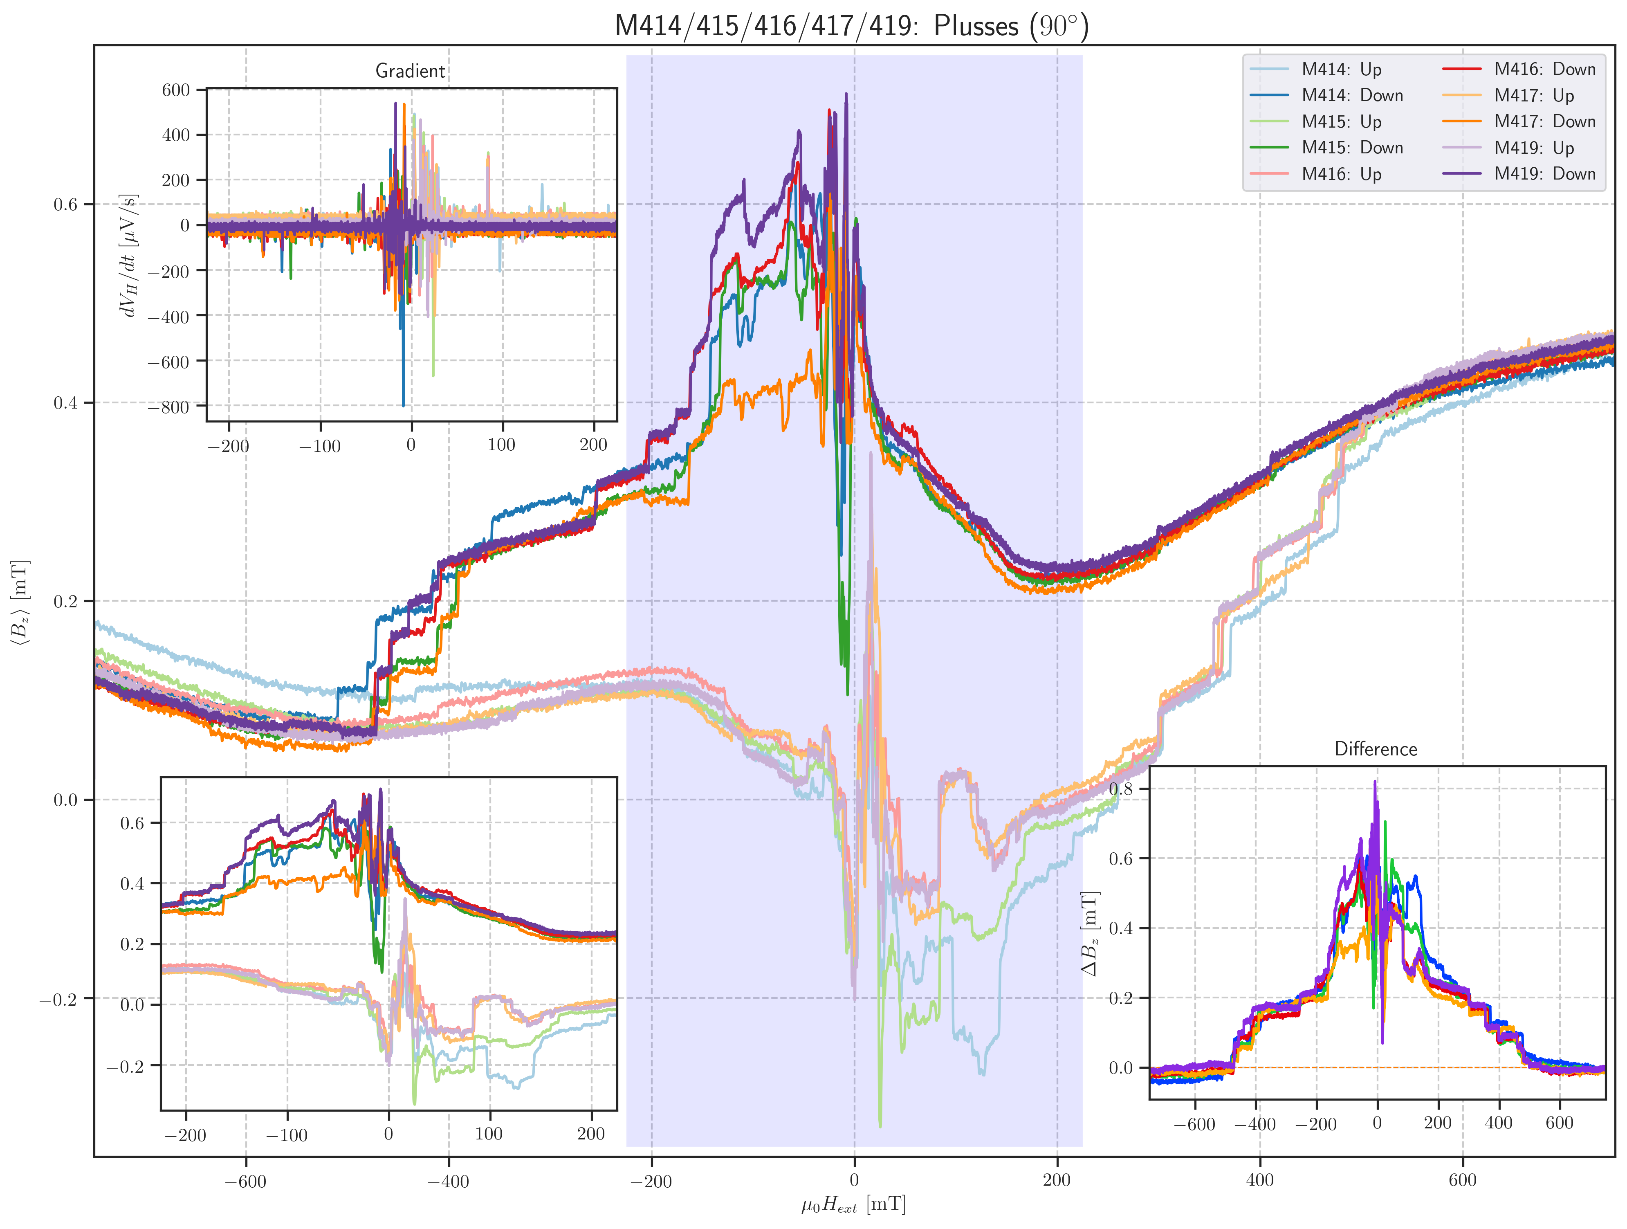 M414/415/416/417/419: Plusses (90°)
M414: Up
M414: Down
M415: Up
M415: Down
M416: Up
M416: Down
M417: Up
M417: Down
M419: Up
M419: Down
Gradient
600
400
200
0
−200
−400
−600
−800
dV_H/dt [μV/s]
−200
−100
0
100
200
0.6
0.4
0.2
0.0
−0.2
⟨B_z⟩ [mT]
0.6
0.4
0.2
0.0
−0.2
−200
−100
0
100
200
Difference
0.8
0.6
0.4
0.2
0.0
ΔB_z [mT]
−600
−400
−200
0
200
400
600
−600
−400
−200
0
200
400
600
μ₀H_ext [mT]